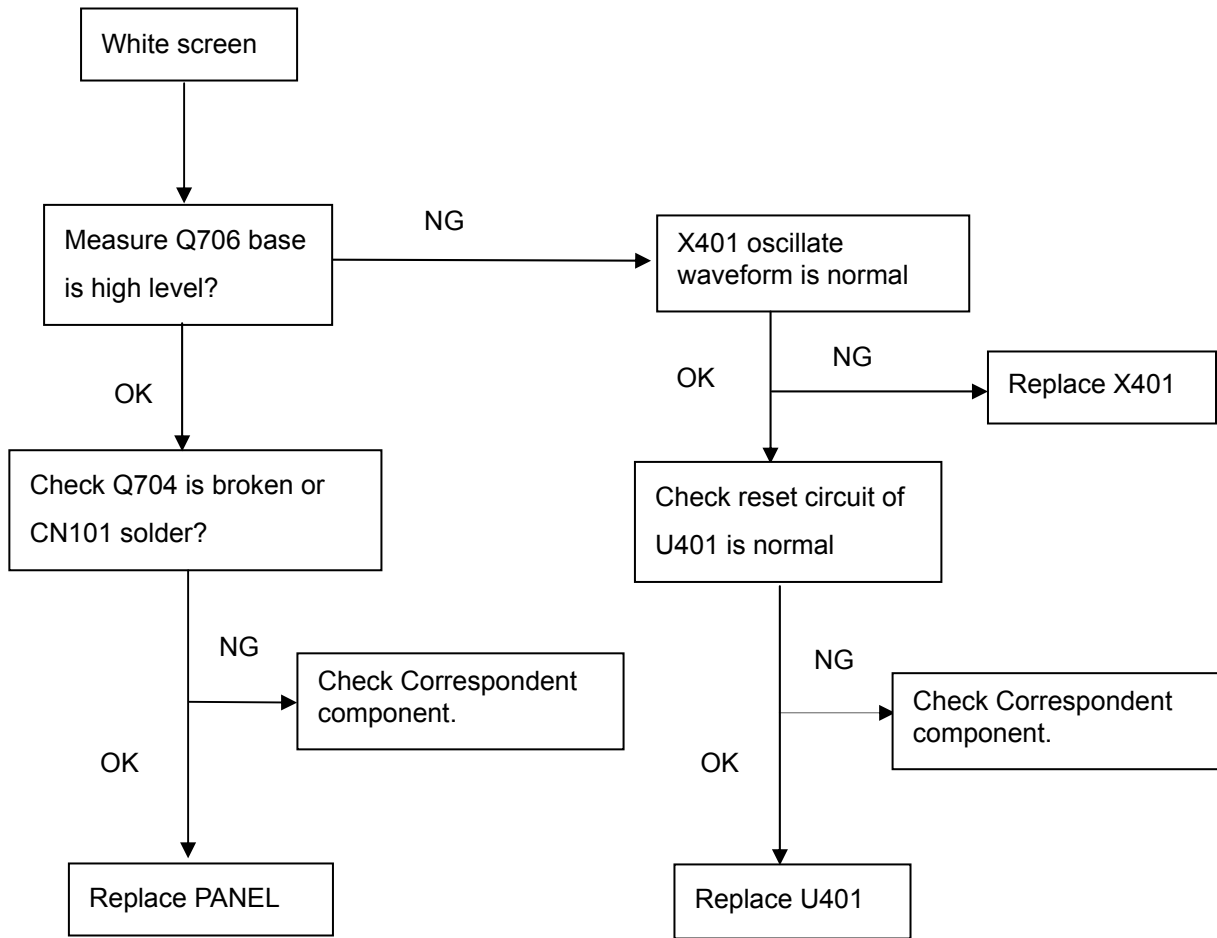 White screen
Measure Q706 base
is high level?
NG
X401 oscillate
waveform is normal
OK
OK
NG
Replace X401
Check Q704 is broken or
CN101 solder?
Check reset circuit of
U401 is normal
NG
Check Correspondent
component.
NG
Check Correspondent
component.
OK
OK
Replace PANEL
Replace U401